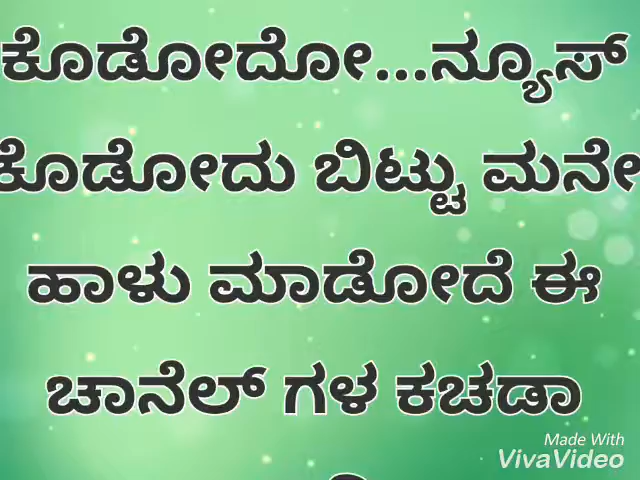 ಕೊಡೋದೋ...ನ್ಯೂಸ್
ಕೊಡೋದು ಬಿಟ್ಟು ಮನೇ
ಹಾಳು ಮಾಡೋದೆ ಈ
ಚಾನೆಲ್ ಗಳ ಕಚಡಾ
Made With
VivaVideo